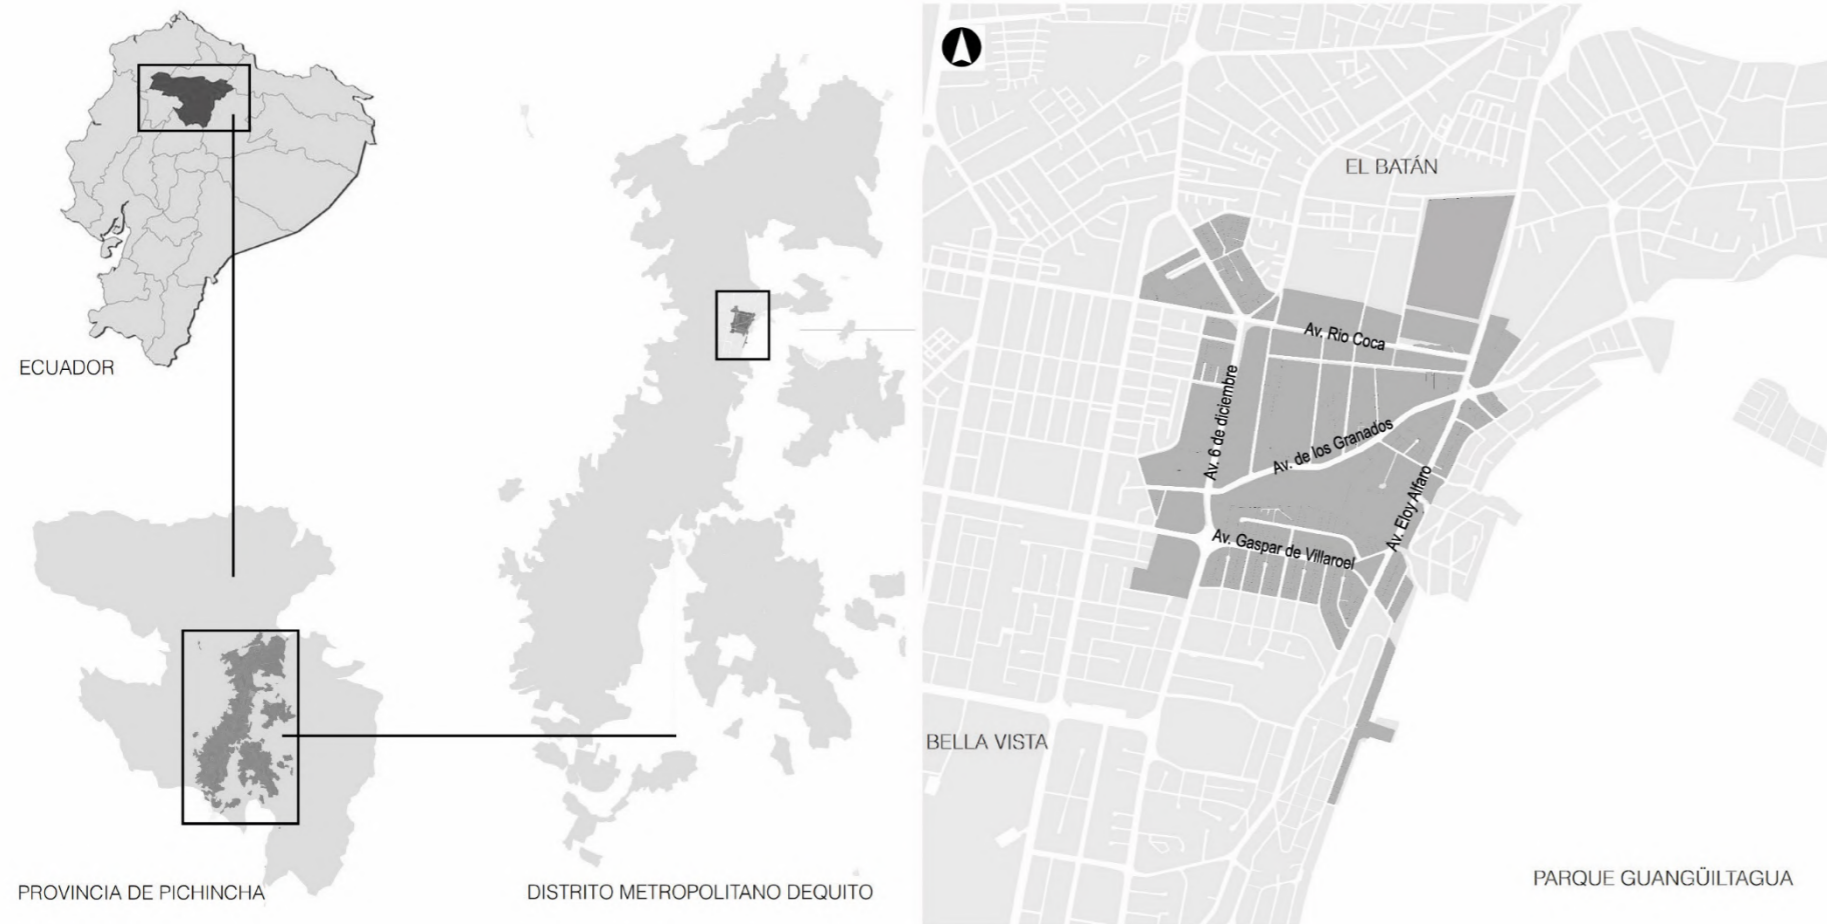 ECUADOR
PROVINCIA DE PICHINCHA
DISTRITO METROPOLITANO DEQUITO
EL BATÁN
Av. Rio Coca
Av. 6 de diciembre
Av. de los Granados
Av. Eloy Alfaro
Av. Gaspar de Villaroel
BELLA VISTA
PARQUE GUANGÜILTAGUA